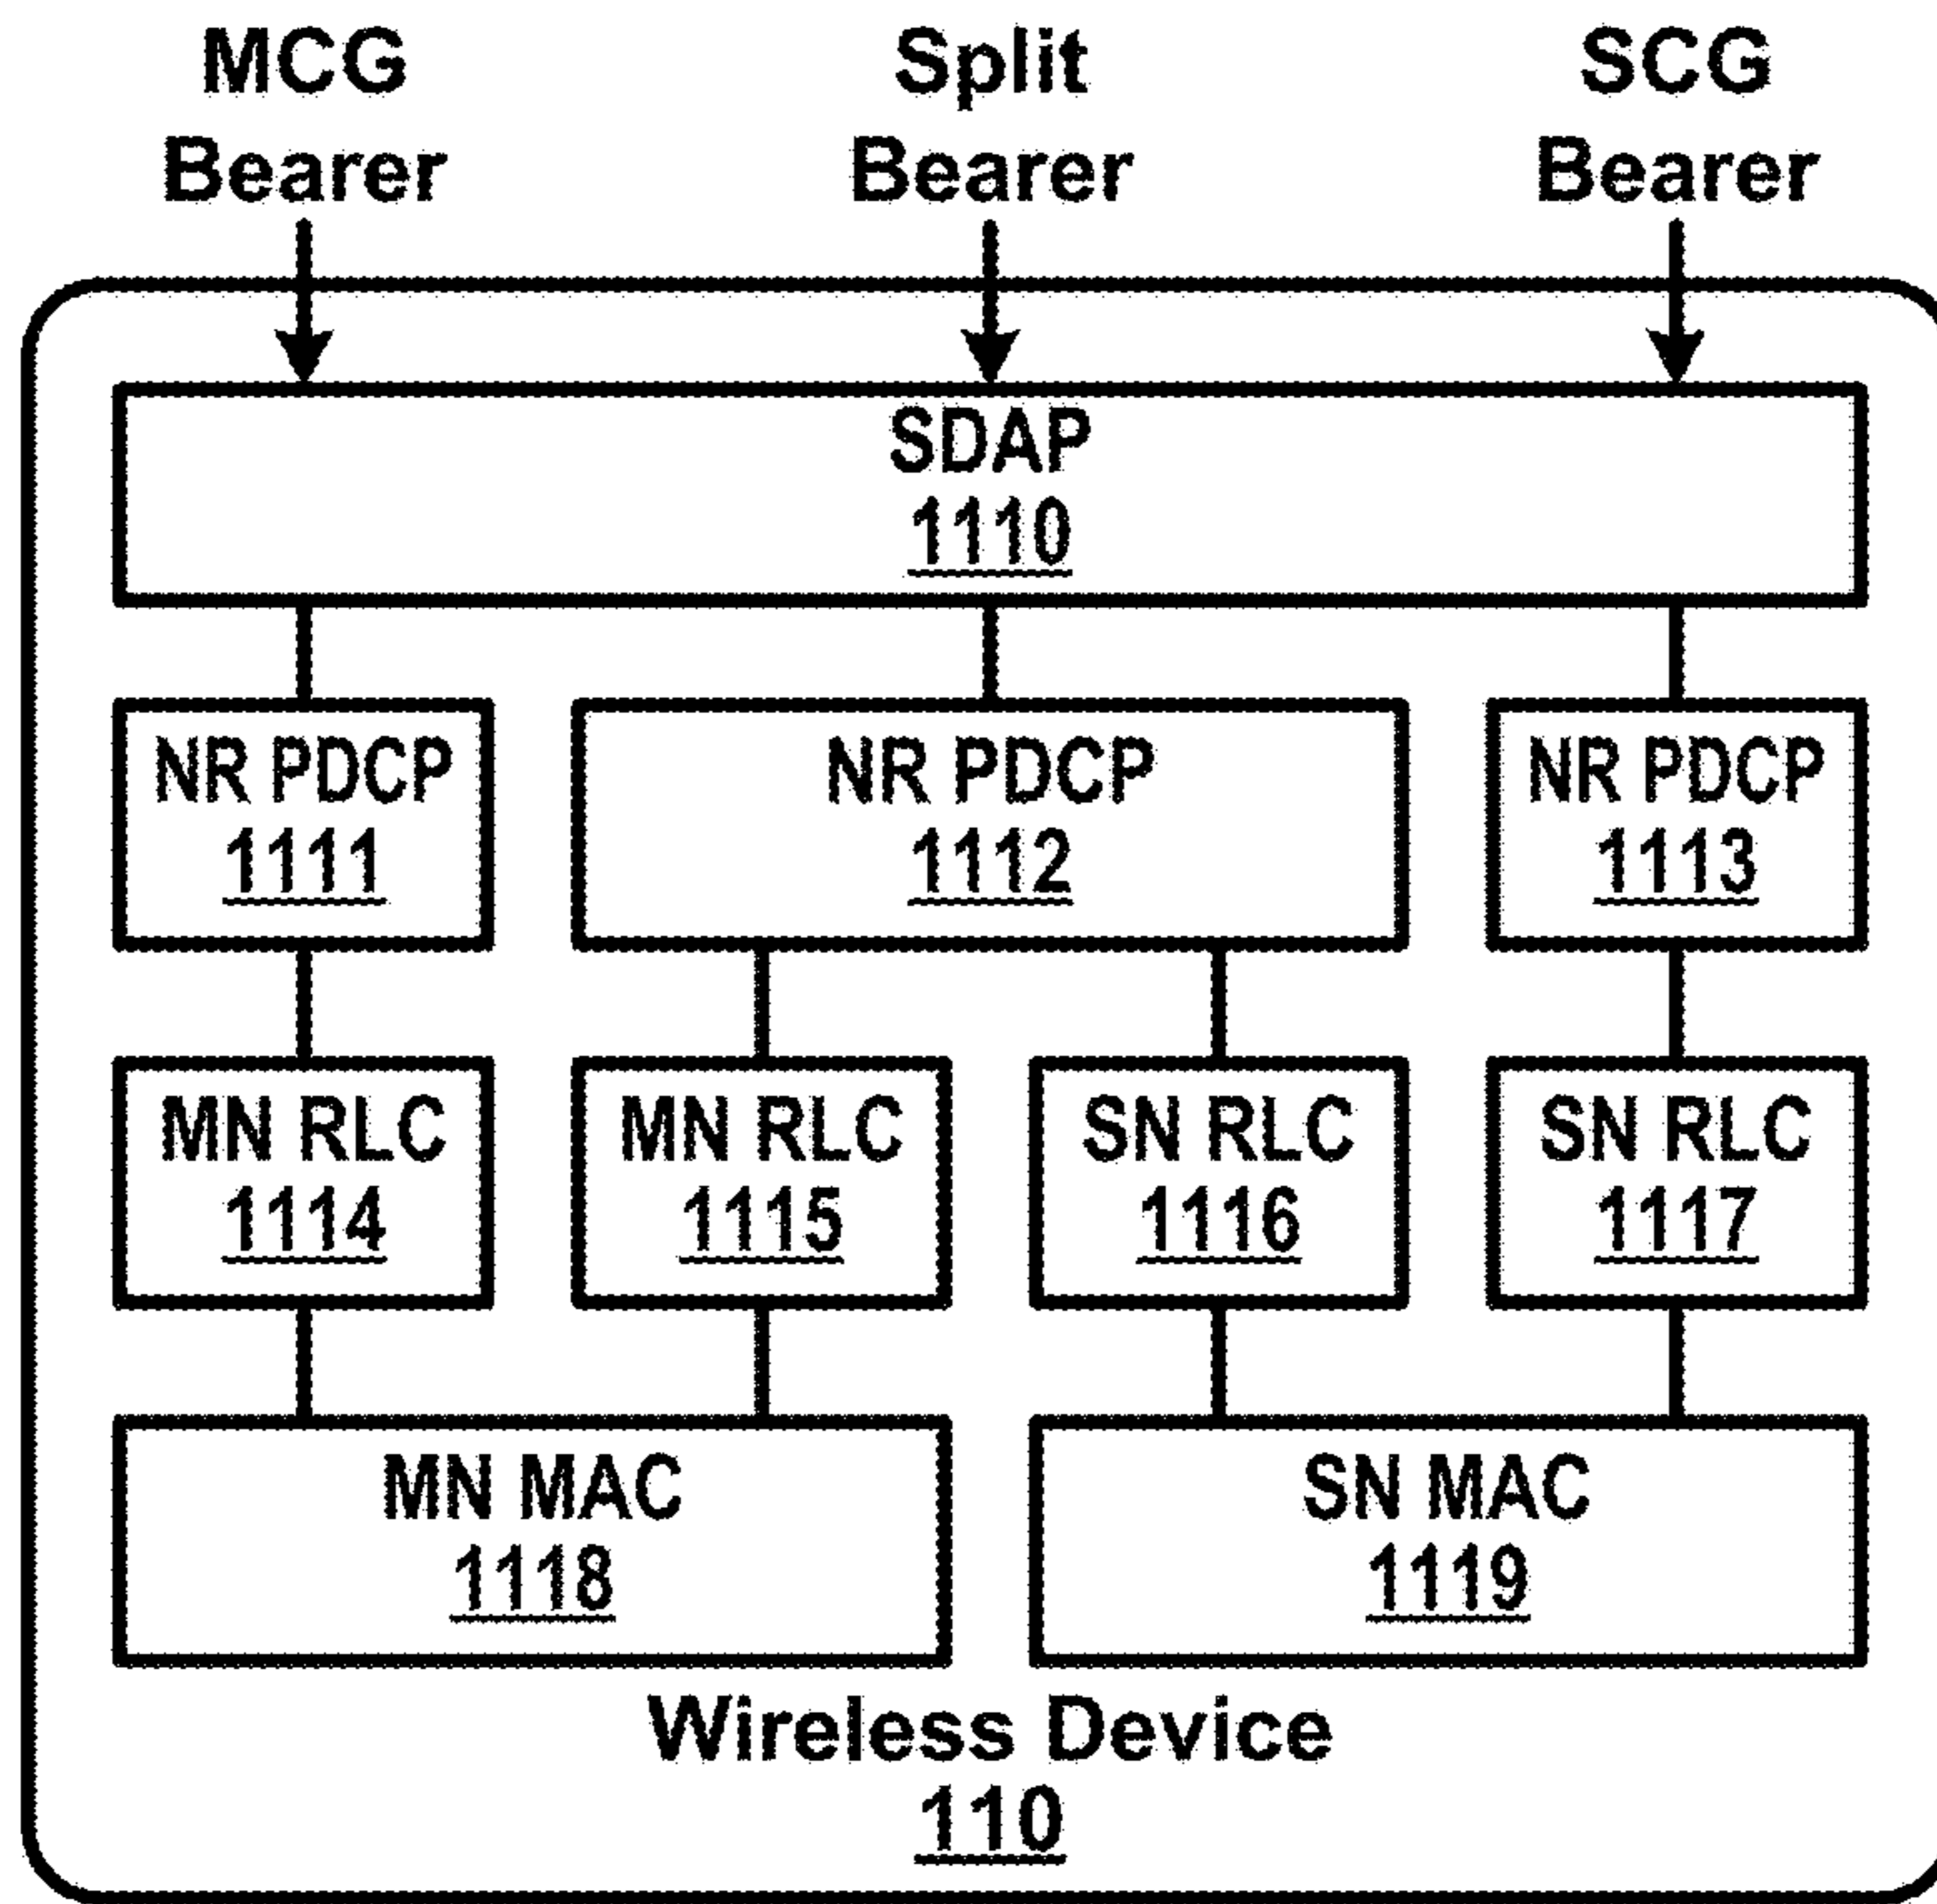 MCG
Bearer
Split
Bearer
SCG
Bearer
SDAP
1110
NR PDCP
1111
NR PDCP
1112
NR PDCP
1113
MN RLC
1114
MN RLC
1115
SN RLC
1116
SN RLC
1117
MN MAC
1118
SN MAC
1119
Wireless Device
110